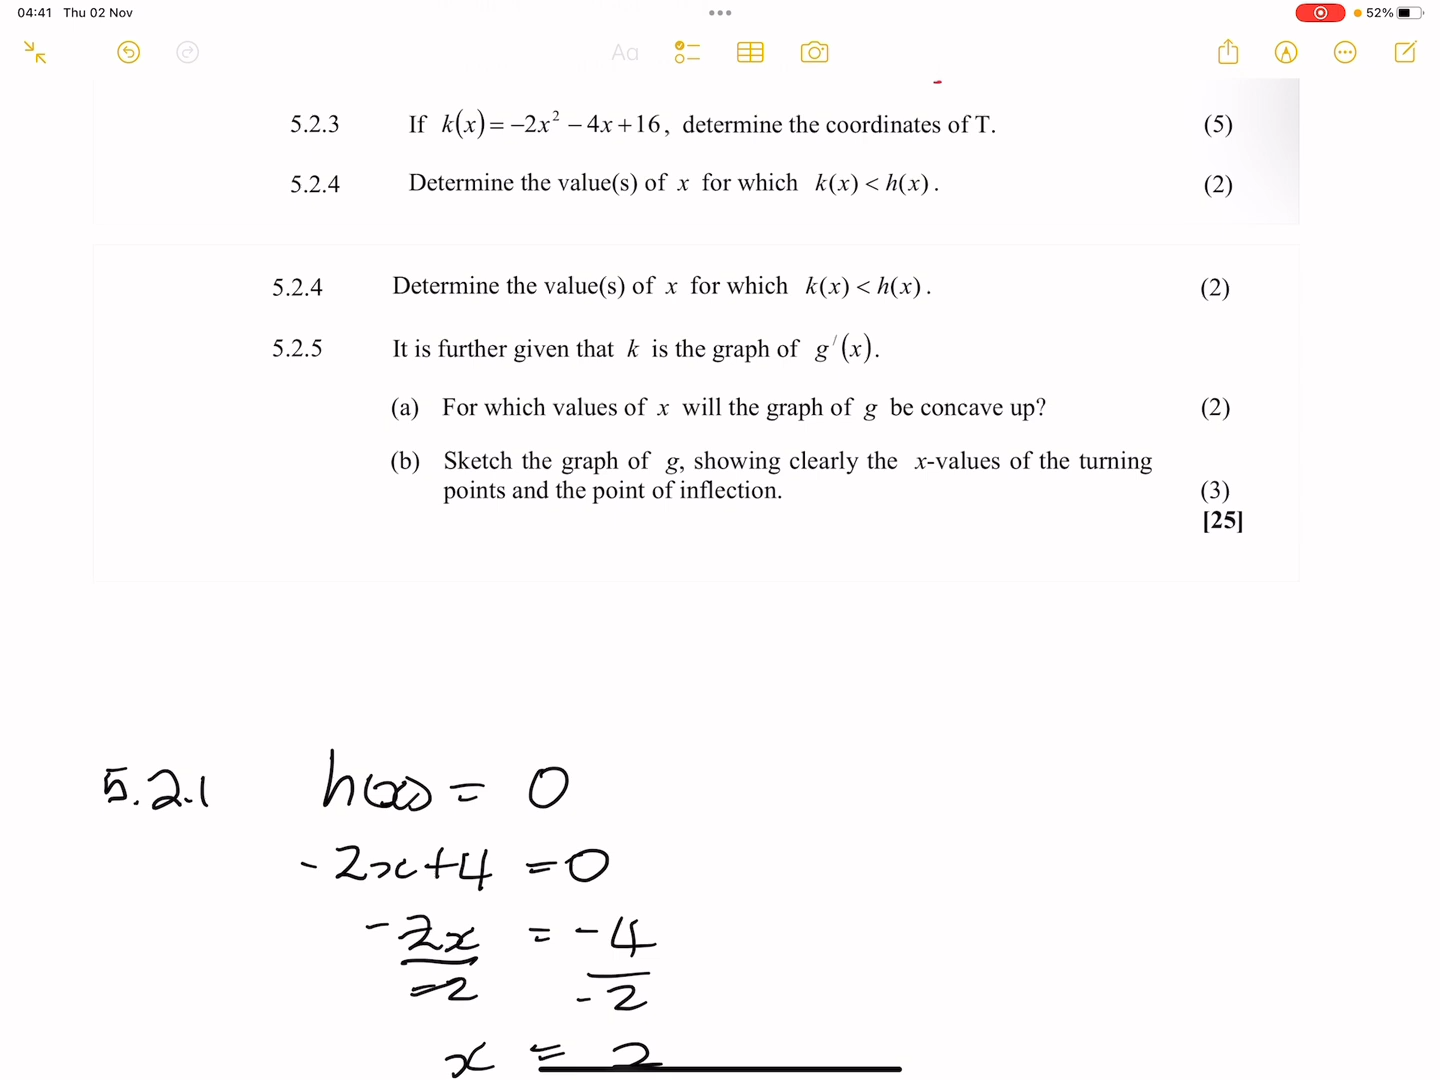 04:41 Thu 02 Nov
52%
Aa
5.2.3 If k(x) = −2x² − 4x + 16, determine the coordinates of T. (5)
5.2.4 Determine the value(s) of x for which k(x) < h(x). (2)
5.2.4 Determine the value(s) of x for which k(x) < h(x). (2)
5.2.5 It is further given that k is the graph of g′(x).
(a) For which values of x will the graph of g be concave up? (2)
(b) Sketch the graph of g, showing clearly the x-values of the turning
points and the point of inflection. (3)
[25]
5.2.1 h(x) = 0
-2x+4 =0
-2x = -4
-2 -2
x = 2